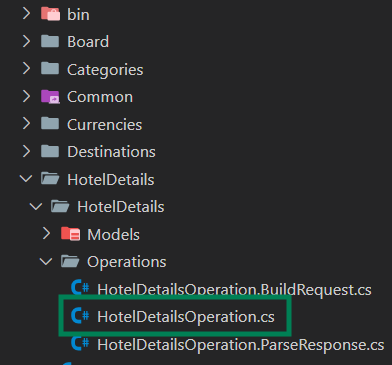 bin
Board
Categories
Common
Currencies
Destinations
HotelDetails
HotelDetails
Models
Operations
HotelDetailsOperation.BuildRequest.cs
HotelDetailsOperation.cs
HotelDetailsOperation.ParseResponse.cs